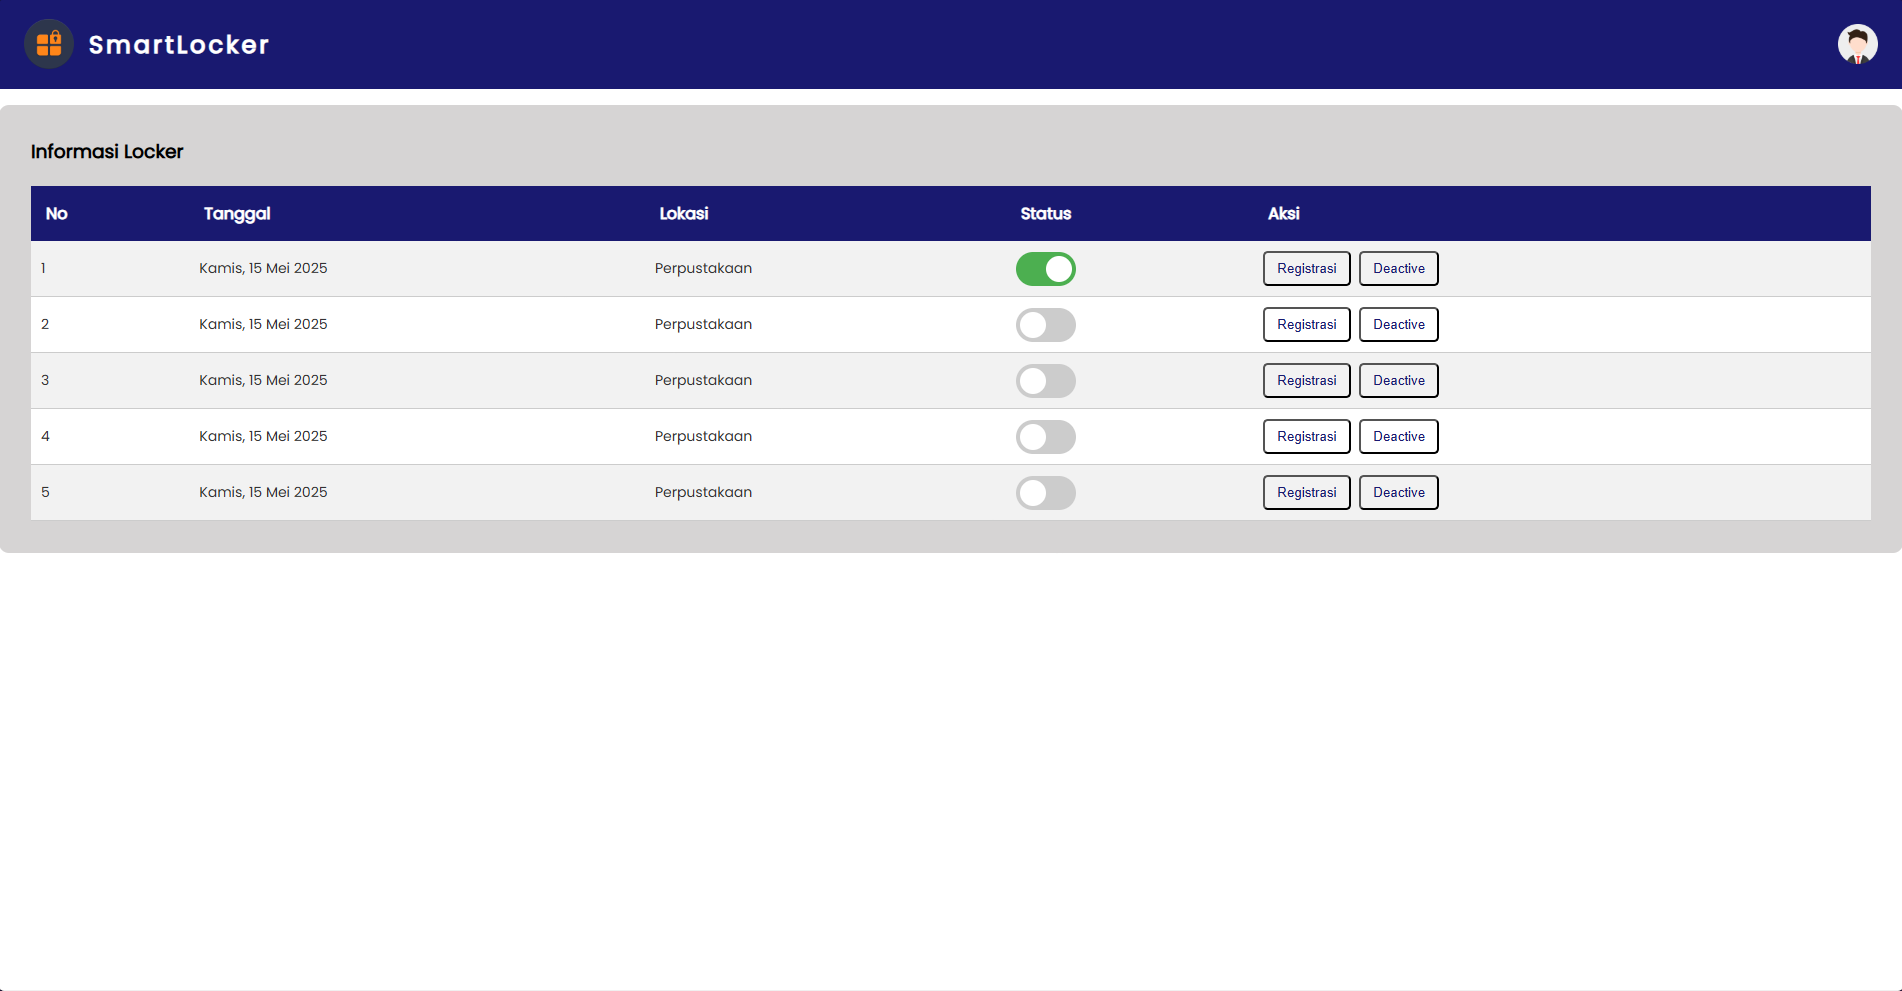 SmartLocker
Informasi Locker
No Tanggal Lokasi Status Aksi
1 Kamis, 15 Mei 2025 Perpustakaan Registrasi Deactive
2 Kamis, 15 Mei 2025 Perpustakaan Registrasi Deactive
3 Kamis, 15 Mei 2025 Perpustakaan Registrasi Deactive
4 Kamis, 15 Mei 2025 Perpustakaan Registrasi Deactive
5 Kamis, 15 Mei 2025 Perpustakaan Registrasi Deactive